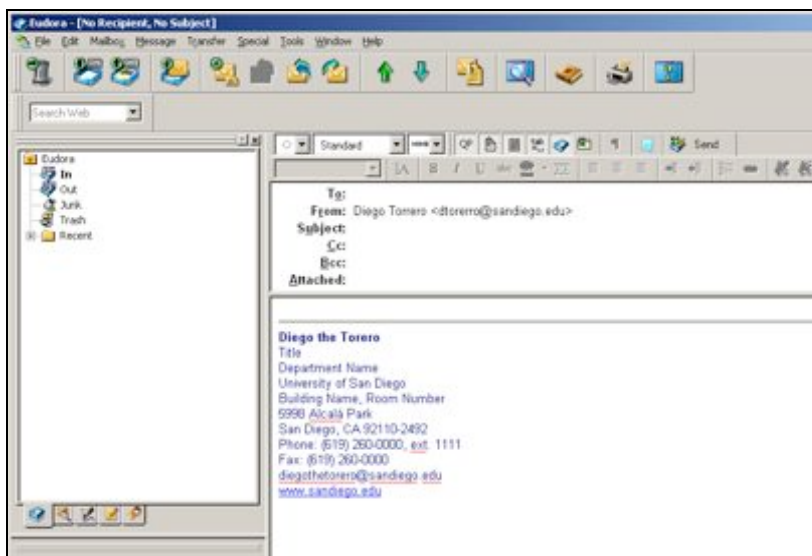 Eudora - [No Recipient, No Subject]
File Edit Mailbox Message Transfer Special Tools Window Help
Search Web
Standard
QP
Send
Eudora
In
Out
Junk
Trash
Recent
To:
From: Diego Torrero <dtorerro@sandiego.edu>
Subject:
Cc:
Bcc:
Attached:
Diego the Torero
Title
Department Name
University of San Diego
Building Name, Room Number
5998 Alcalá Park
San Diego, CA 92110-2492
Phone: (619) 260-0000, ext. 1111
Fax: (619) 260-0000
diegothetorero@sandiego.edu
www.sandiego.edu